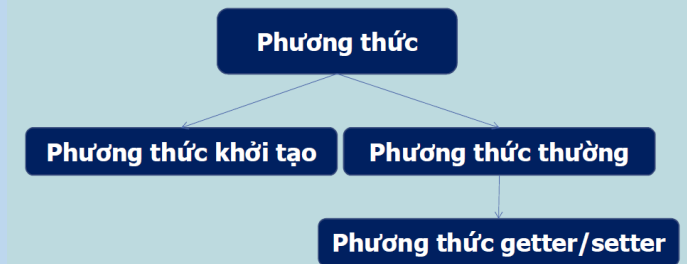 Phương thức
Phương thức khởi tạo
Phương thức thường
Phương thức getter/setter